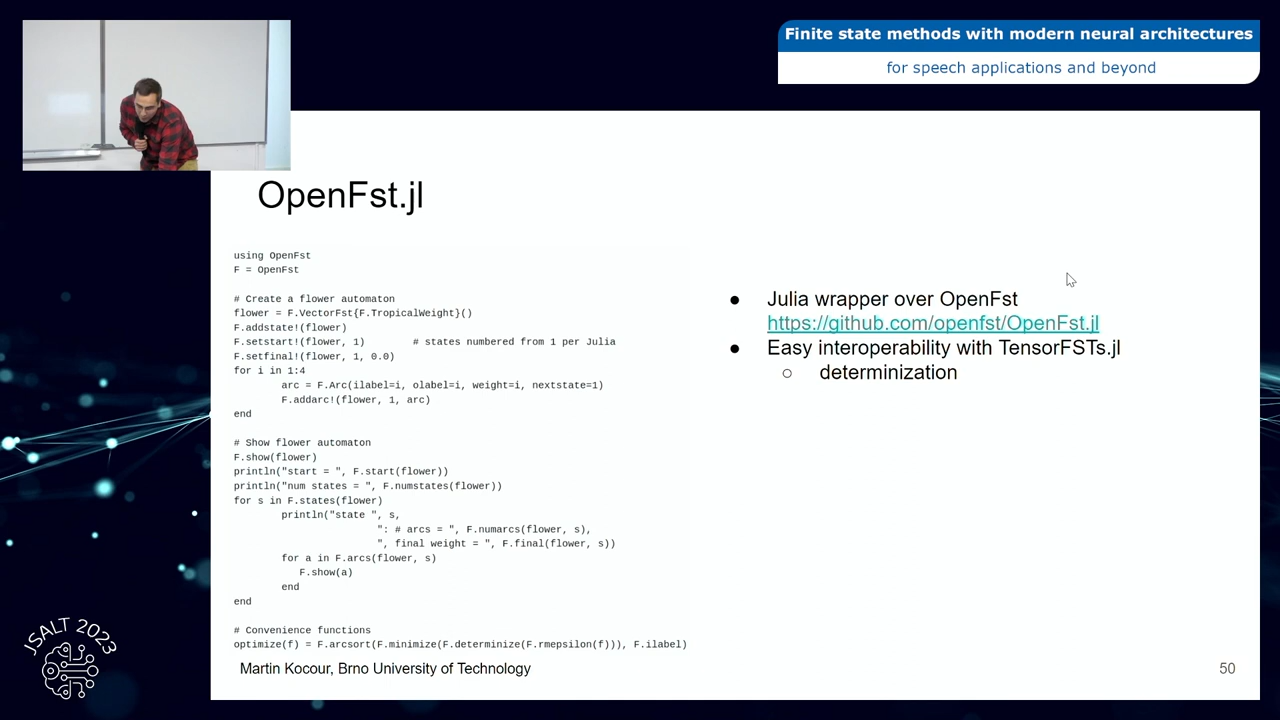 Finite state methods with modern neural architectures
for speech applications and beyond
OpenFst.jl
using OpenFst
F = OpenFst
# Create a flower automaton
flower = F.VectorFst{F.TropicalWeight}()
F.addstate!(flower)
F.setstart!(flower, 1)        # states numbered from 1 per Julia
F.setfinal!(flower, 1, 0.0)
for i in 1:4
        arc = F.Arc(ilabel=i, olabel=i, weight=i, nextstate=1)
        F.addarc!(flower, 1, arc)
end
# Show flower automaton
F.show(flower)
println("start = ", F.start(flower))
println("num states = ", F.numstates(flower))
for s in F.states(flower)
        println("state ", s,
                        ": # arcs = ", F.numarcs(flower, s),
                        ", final weight = ", F.final(flower, s))
        for a in F.arcs(flower, s)
           F.show(a)
        end
end
# Convenience functions
optimize(f) = F.arcsort(F.minimize(F.determinize(F.rmepsilon(f))), F.ilabel)
● Julia wrapper over OpenFst
https://github.com/openfst/OpenFst.jl
● Easy interoperability with TensorFSTs.jl
○ determinization
Martin Kocour, Brno University of Technology
50
JSALT 2023